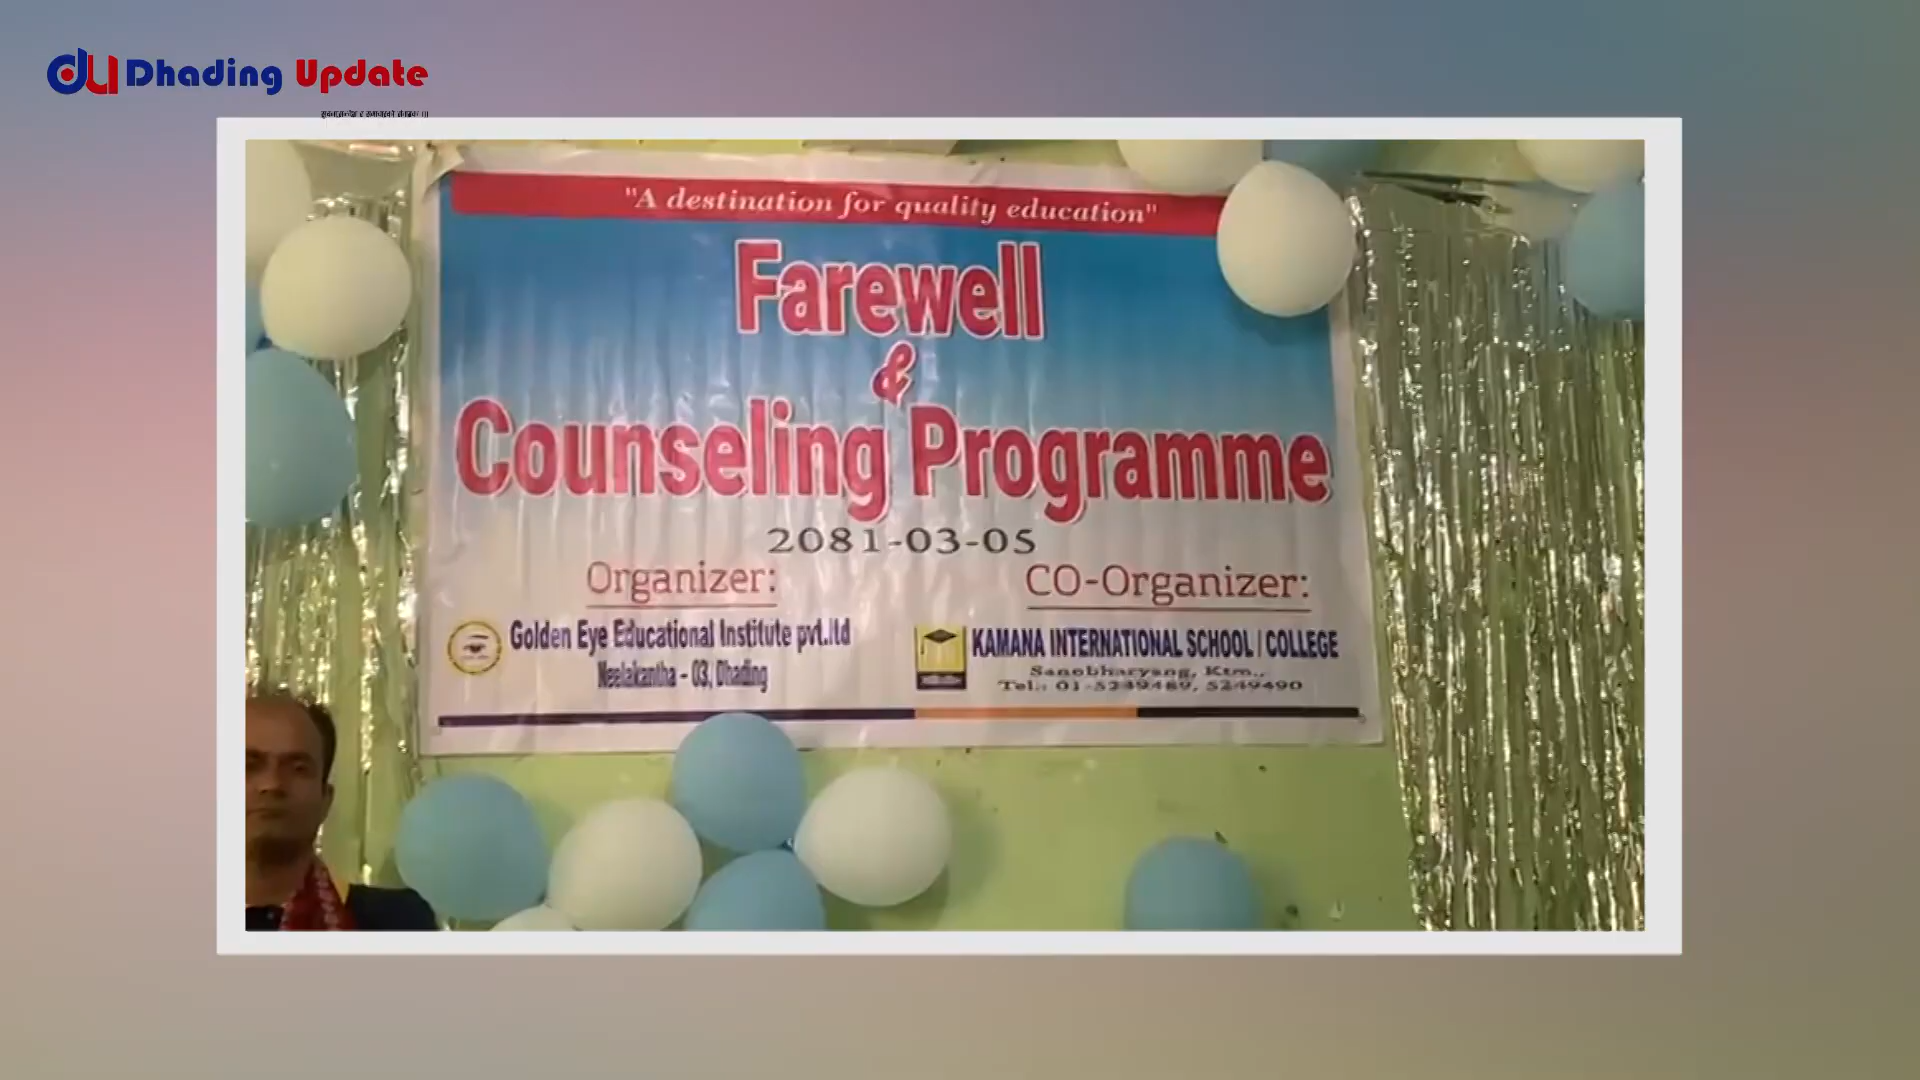 Dhading Update
"A destination for quality education"
Farewell
&
Counseling Programme
2081-03-05
Organizer:
Golden Eye Educational Institute pvt.ltd
Neelakantha - 03, Dhading
CO-Organizer:
KAMANA INTERNATIONAL SCHOOL / COLLEGE
Sanobharyang, Ktm.,
Tel.: 01-5249489, 5249490